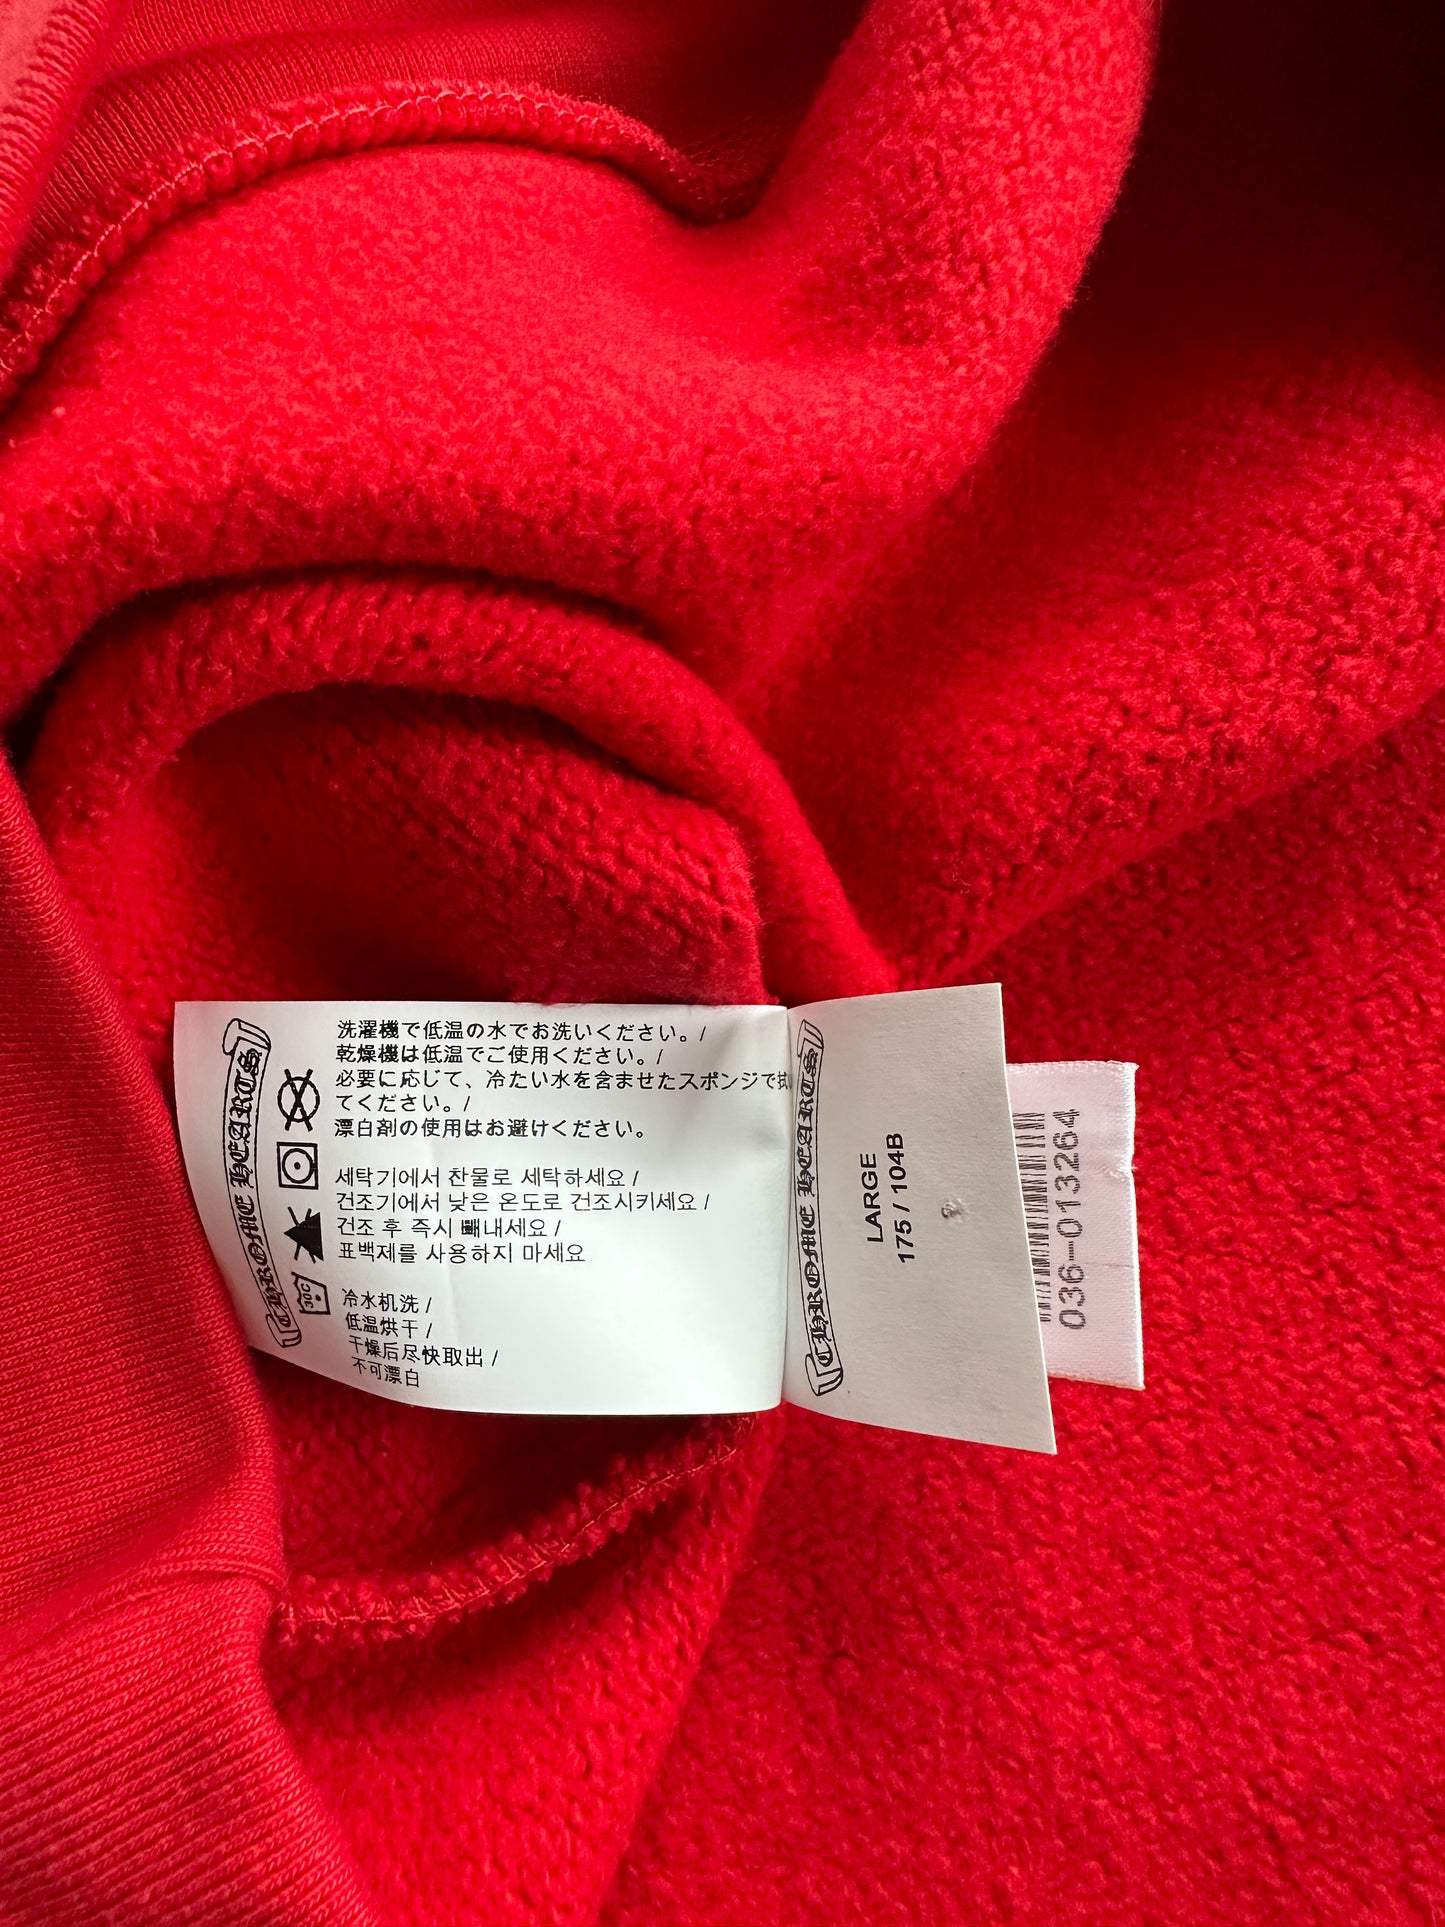 CHROME HEARTS
洗濯機で低温の水でお洗いください。/
乾燥機は低温でご使用ください。/
必要に応じて、冷たい水を含ませたスポンジで拭い
てください。/
漂白剤の使用はお避けください。
세탁기에서 찬물로 세탁하세요 /
건조기에서 낮은 온도로 건조시키세요 /
건조 후 즉시 빼내세요 /
표백제를 사용하지 마세요
30C
冷水机洗 /
低温烘干 /
干燥后尽快取出 /
不可漂白
CHROME HEARTS
LARGE
175 / 104B
036-013264